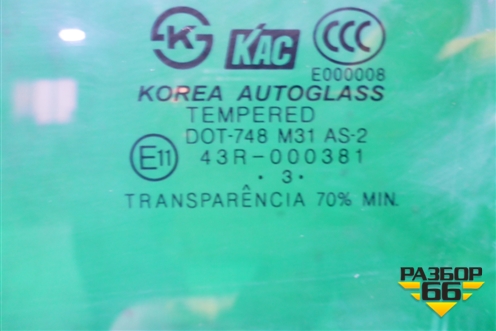 K KAC CCC
E000008
KOREA AUTOGLASS
TEMPERED
DOT-748 M31 AS-2
E11 43R-000381
· 3 ·
TRANSPARÊNCIA 70% MIN.
РАЗБОР
66